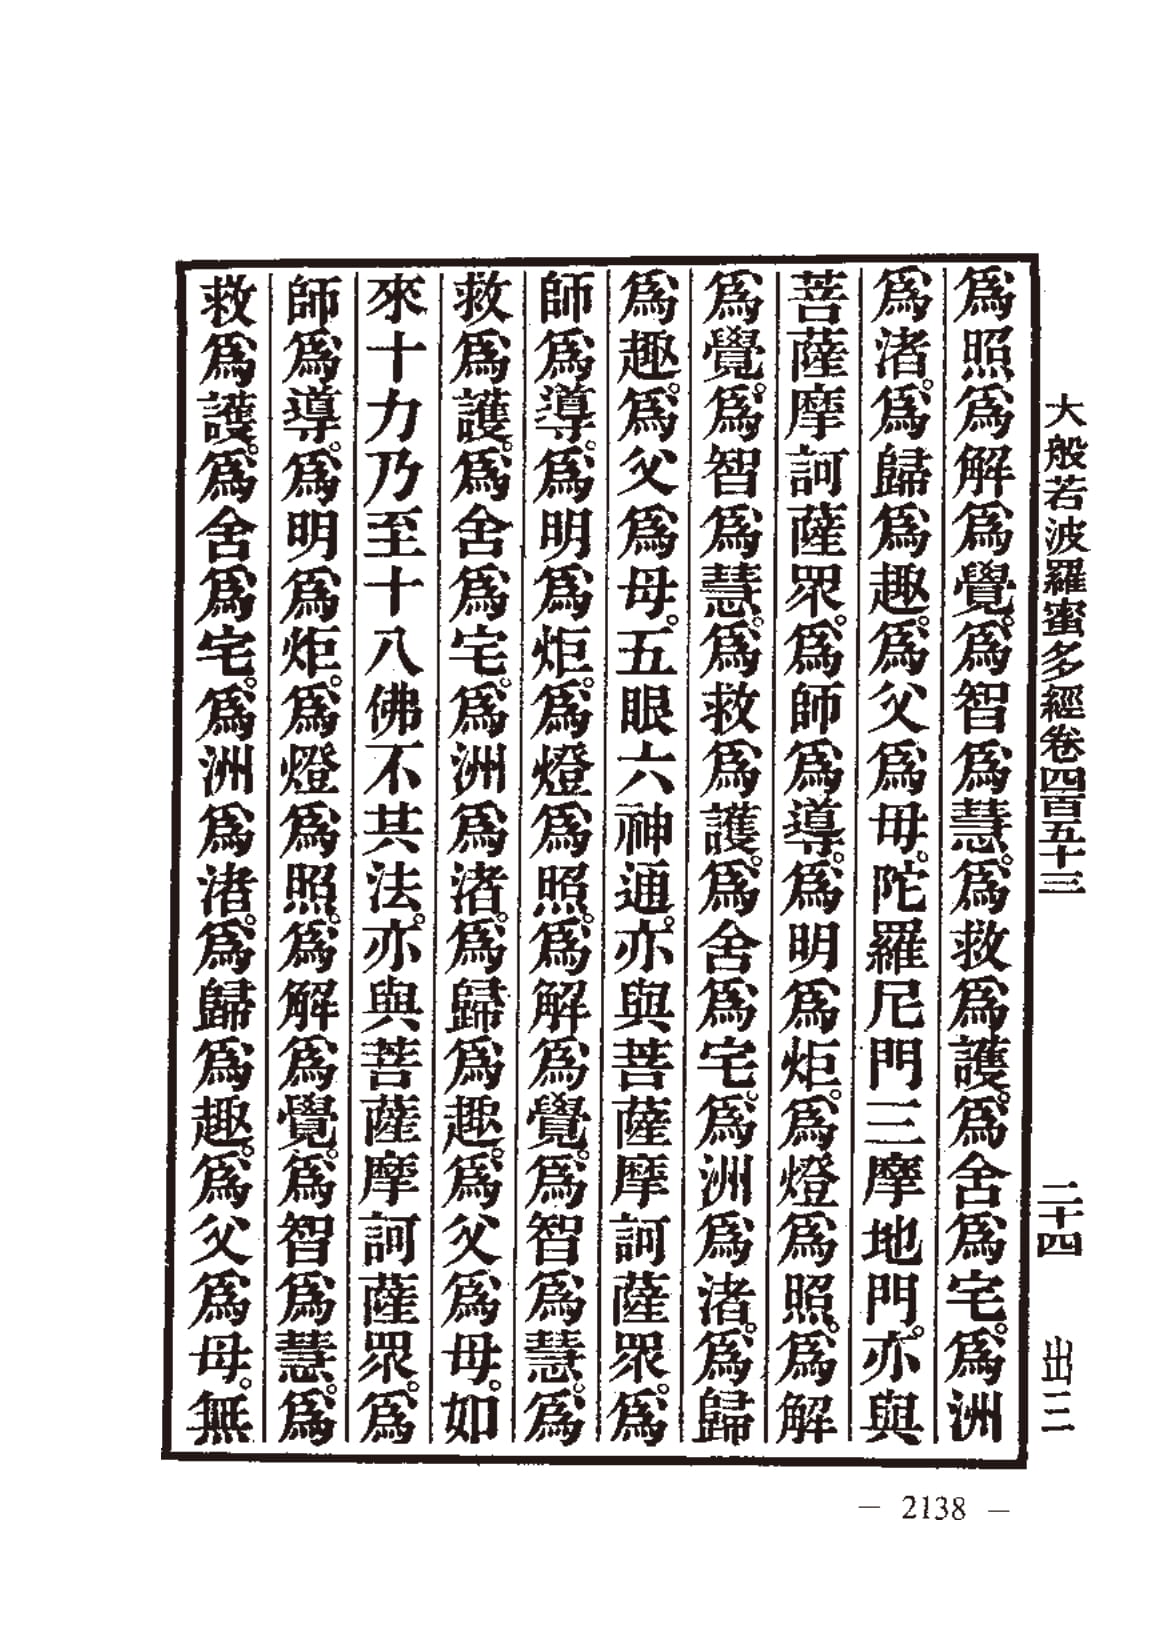 大般若波羅蜜多經卷四百五十三 二十四 出三
爲照爲解爲覺。爲智爲慧。爲救爲護。爲舍爲宅。爲洲
爲渚。爲歸爲趣。爲父爲母。陀羅尼門三摩地門。亦與
菩薩摩訶薩眾。爲師爲導。爲明爲炬。爲燈爲照。爲解
爲覺。爲智爲慧。爲救爲護。爲舍爲宅。爲洲爲渚。爲歸
爲趣。爲父爲母。五眼六神通。亦與菩薩摩訶薩眾。爲
師爲導。爲明爲炬。爲燈爲照。爲解爲覺。爲智爲慧。爲
救爲護。爲舍爲宅。爲洲爲渚。爲歸爲趣。爲父爲母。如
來十力乃至十八佛不共法。亦與菩薩摩訶薩眾。爲
師爲導。爲明爲炬。爲燈爲照。爲解爲覺。爲智爲慧。爲
救爲護。爲舍爲宅。爲洲爲渚。爲歸爲趣。爲父爲母。無
— 2138 —